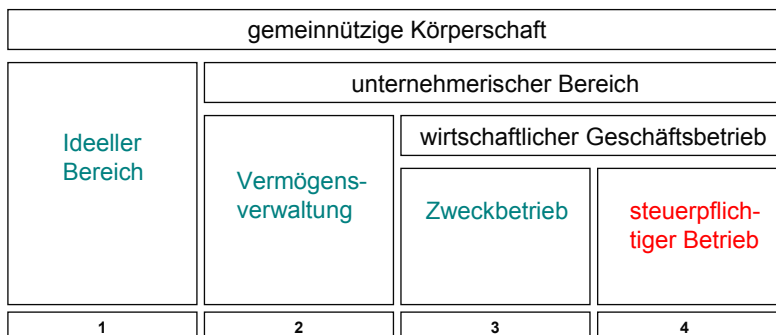 gemeinnützige Körperschaft
unternehmerischer Bereich
Ideeller
Bereich
wirtschaftlicher Geschäftsbetrieb
Vermögens-
verwaltung
Zweckbetrieb
steuerpflich-
tiger Betrieb
1
2
3
4